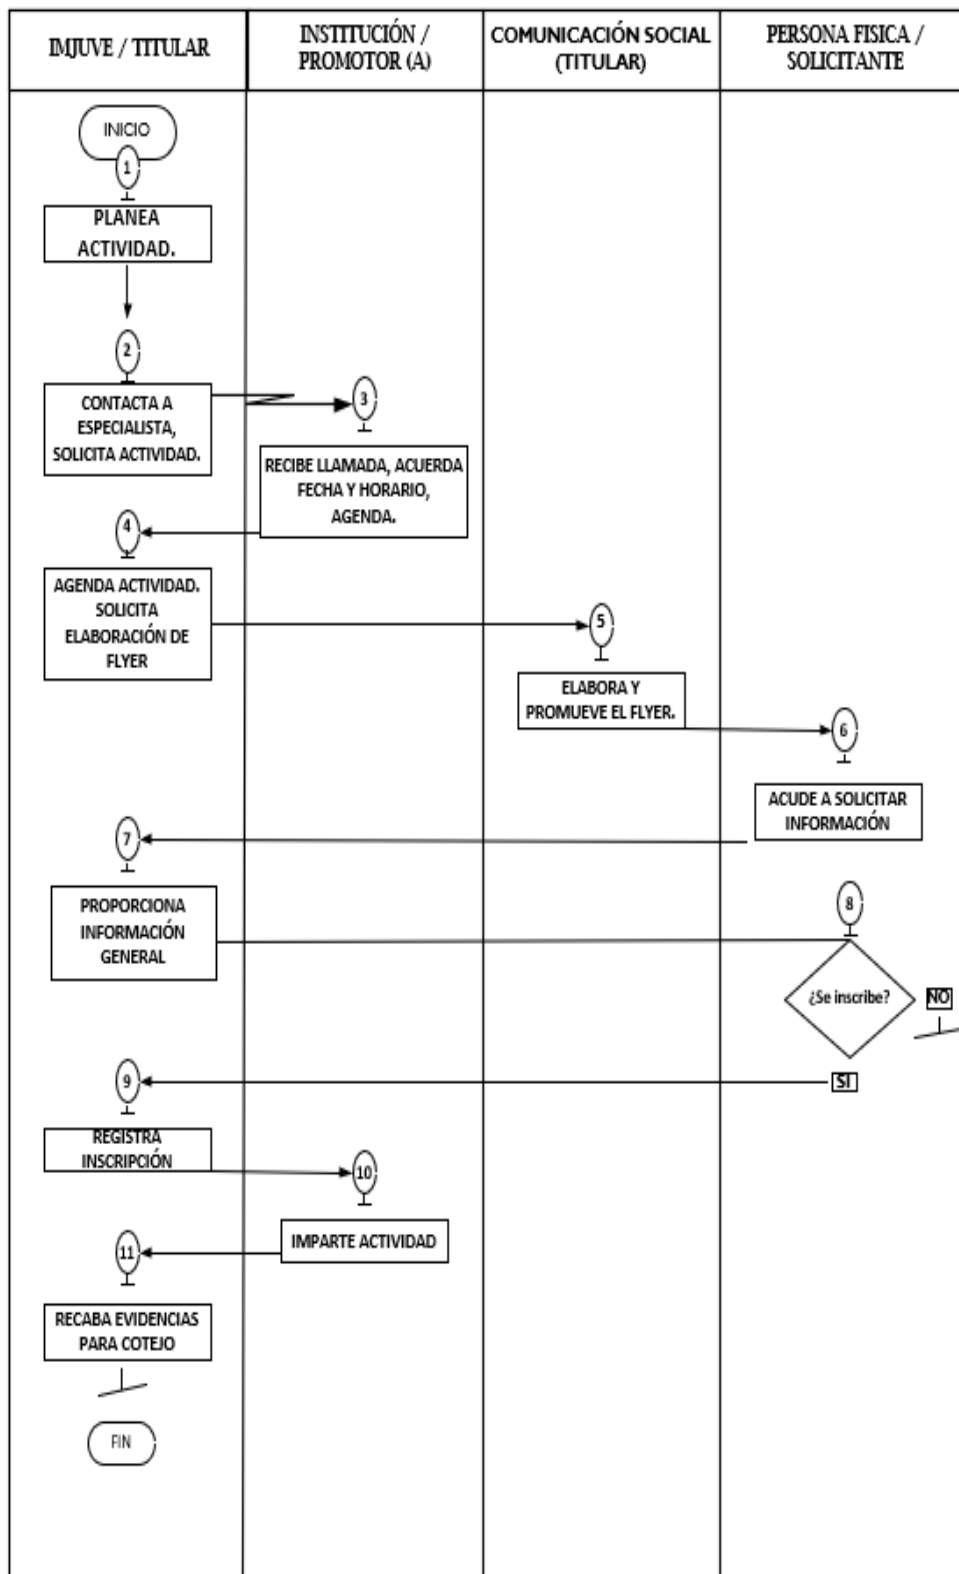 IMJUVE / TITULAR
INSTITUCIÓN /
PROMOTOR (A)
COMUNICACIÓN SOCIAL
(TITULAR)
PERSONA FISICA /
SOLICITANTE
INICIO
1
PLANEA
ACTIVIDAD.
2
CONTACTA A
ESPECIALISTA,
SOLICITA ACTIVIDAD.
3
RECIBE LLAMADA, ACUERDA
FECHA Y HORARIO,
AGENDA.
4
AGENDA ACTIVIDAD.
SOLICITA
ELABORACIÓN DE
FLYER
5
ELABORA Y
PROMUEVE EL FLYER.
6
ACUDE A SOLICITAR
INFORMACIÓN
7
PROPORCIONA
INFORMACIÓN
GENERAL
8
¿Se inscribe?
NO
SI
9
REGISTRA
INSCRIPCIÓN
10
IMPARTE ACTIVIDAD
11
RECABA EVIDENCIAS
PARA COTEJO
FIN